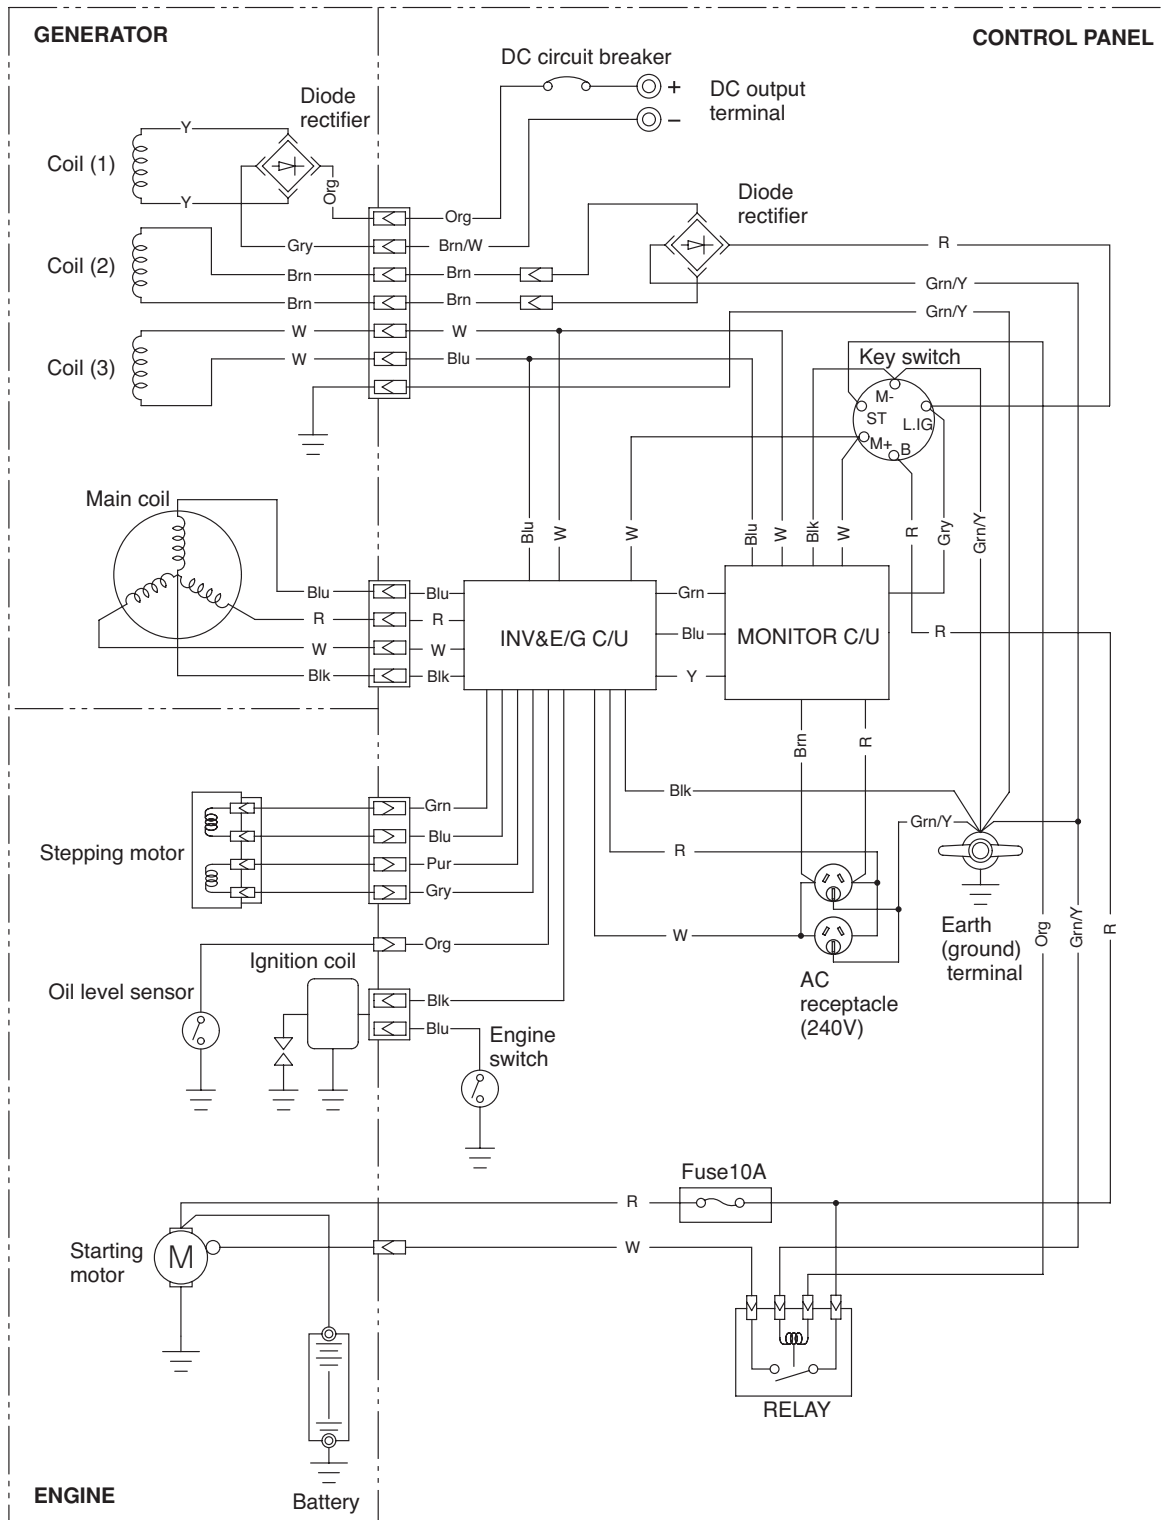 GENERATOR
CONTROL PANEL
DC circuit breaker
+
DC output
terminal
−
Diode
rectifier
Coil (1)
Y
Y
Org
Org
Diode
rectifier
Gry
Brn/W
R
Coil (2)
Brn
Brn
Brn
Brn
Grn/Y
Grn/Y
W
W
Coil (3)
W
Blu
Key switch
M-
ST
L.IG
M+
B
Main coil
Blu
W
W
Blu
W
Blk
W
R
Gry
Grn/Y
Blu
Blu
R
R
W
W
Blk
Blk
INV&E/G C/U
Grn
Blu
Y
MONITOR C/U
R
Brn
R
Blk
Grn/Y
Stepping motor
Grn
Blu
Pur
Gry
R
W
Org
Earth
(ground)
terminal
Org
Grn/Y
R
AC
receptacle
(240V)
Oil level sensor
Ignition coil
Blk
Blu
Engine
switch
Fuse10A
R
W
Starting
motor
M
RELAY
Battery
ENGINE